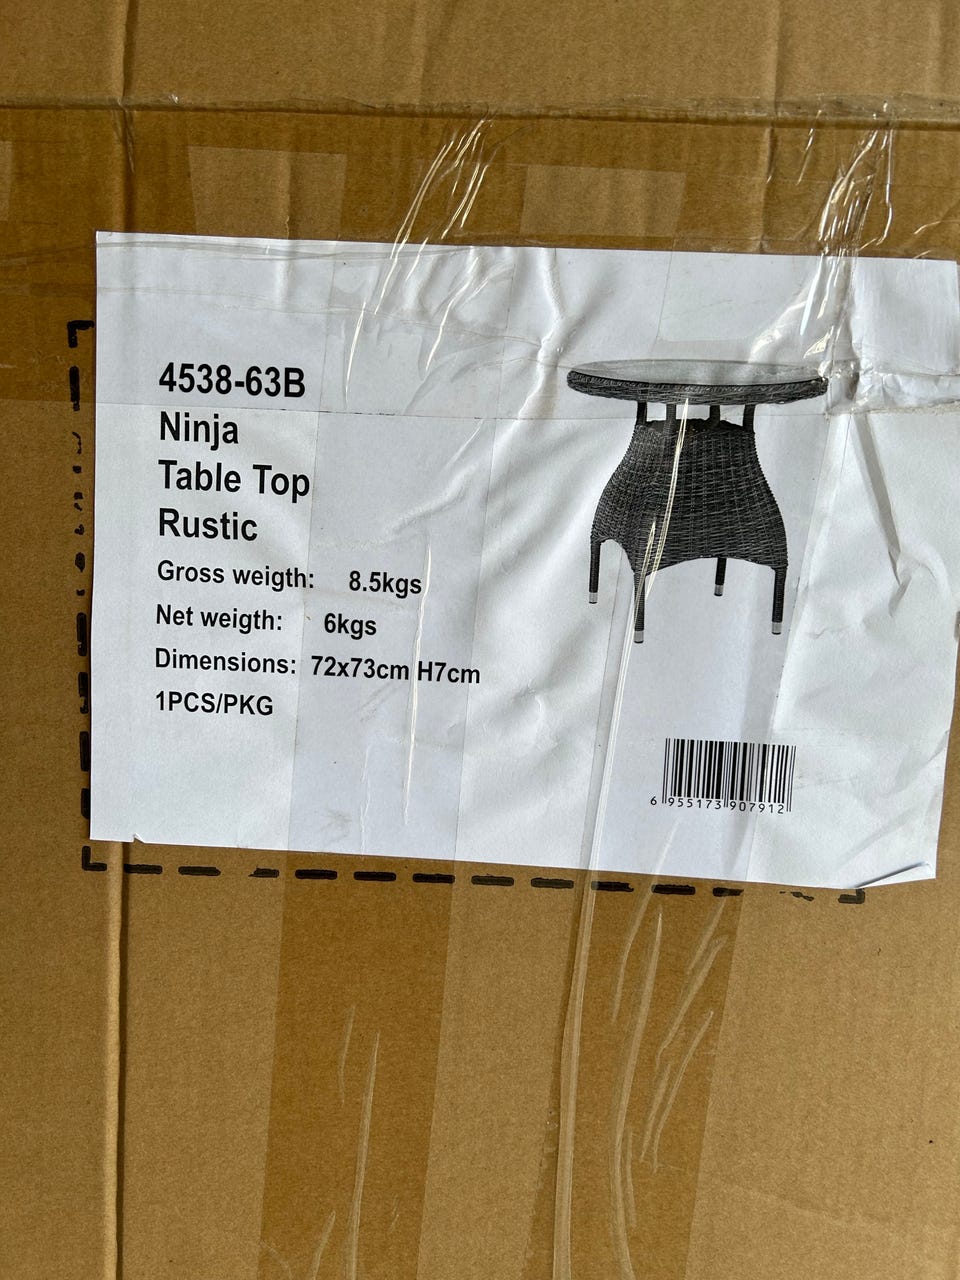 4538-63B
Ninja
Table Top
Rustic
Gross weigth: 8.5kgs
Net weigth: 6kgs
Dimensions: 72x73cm H7cm
1PCS/PKG
6 955173 907912